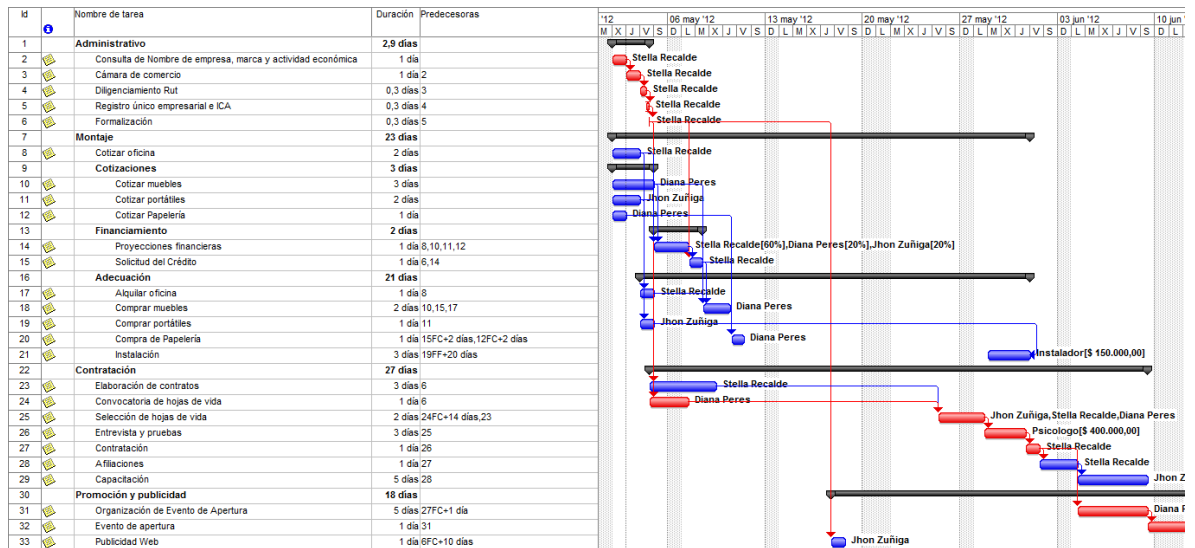 Id Nombre de tarea Duración Predecesoras '12 06 may '12 13 may '12 20 may '12 27 may '12 03 jun '12 10 jun '
M X J V S D L M X J V S D L M X J V S D L M X J V S D L M X J V S D L M X J V S D L
1 Administrativo 2,9 días
2 Consulta de Nombre de empresa, marca y actividad económica 1 día Stella Recalde
3 Cámara de comercio 1 día 2 Stella Recalde
4 Diligenciamiento Rut 0,3 días 3 Stella Recalde
5 Registro único empresarial e ICA 0,3 días 4 Stella Recalde
6 Formalización 0,3 días 5 Stella Recalde
7 Montaje 23 días
8 Cotizar oficina 2 días Stella Recalde
9 Cotizaciones 3 días
10 Cotizar muebles 3 días Diana Peres
11 Cotizar portátiles 2 días Jhon Zuñiga
12 Cotizar Papelería 1 día Diana Peres
13 Financiamiento 2 días
14 Proyecciones financieras 1 día 8,10,11,12 Stella Recalde[60%],Diana Peres[20%],Jhon Zuñiga[20%]
15 Solicitud del Crédito 1 día 6,14 Stella Recalde
16 Adecuación 21 días
17 Alquilar oficina 1 día 8 Stella Recalde
18 Comprar muebles 2 días 10,15,17 Diana Peres
19 Comprar portátiles 1 día 11 Jhon Zuñiga
20 Compra de Papelería 1 día 15FC+2 días,12FC+2 días Diana Peres
21 Instalación 3 días 19FF+20 días Instalador[$ 150.000,00]
22 Contratación 27 días
23 Elaboración de contratos 3 días 6 Stella Recalde
24 Convocatoria de hojas de vida 1 día 6 Diana Peres
25 Selección de hojas de vida 2 días 24FC+14 días,23 Jhon Zuñiga,Stella Recalde,Diana Peres
26 Entrevista y pruebas 3 días 25 Psicologo[$ 400.000,00]
27 Contratación 1 día 26 Stella Recalde
28 Afiliaciones 1 día 27 Stella Recalde
29 Capacitación 5 días 28 Jhon Z
30 Promoción y publicidad 18 días
31 Organización de Evento de Apertura 5 días 27FC+1 día Diana P
32 Evento de apertura 1 día 31
33 Publicidad Web 1 día 6FC+10 días Jhon Zuñiga